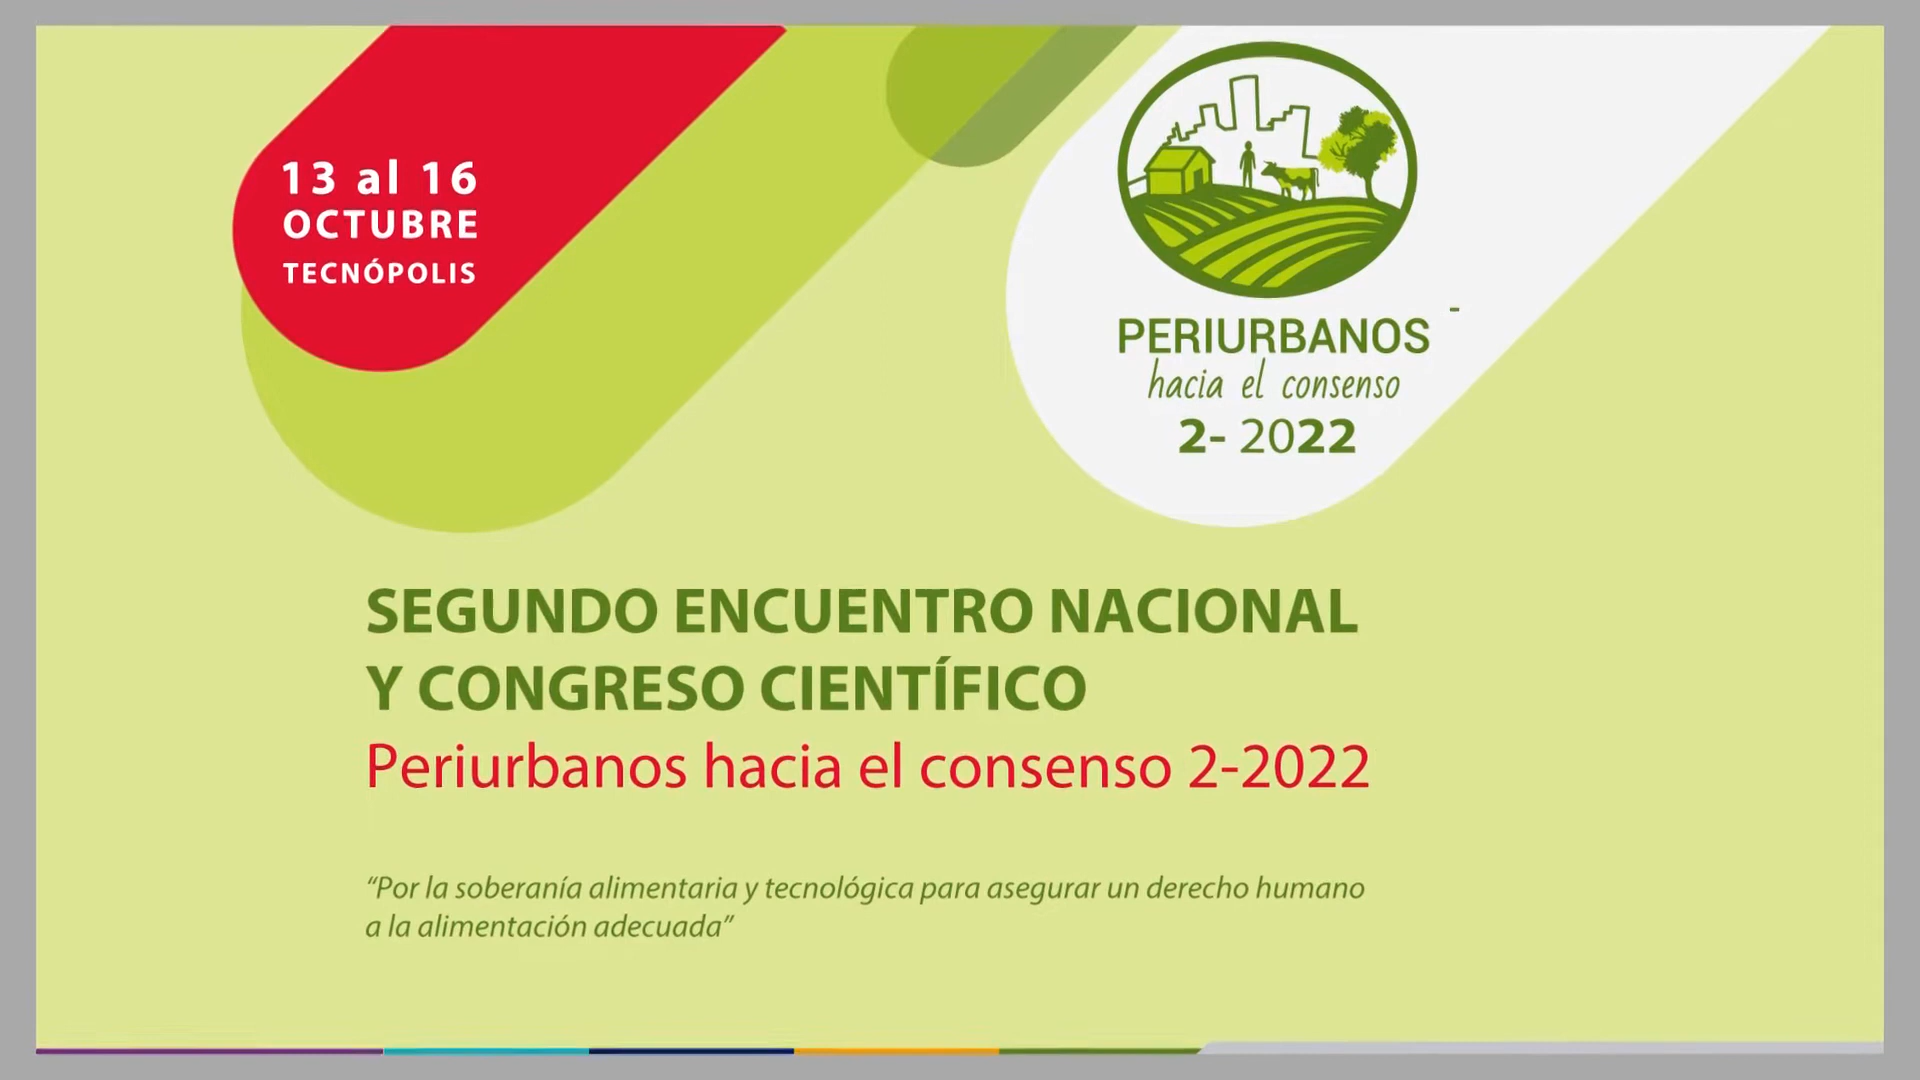 13 al 16
OCTUBRE
TECNÓPOLIS
PERIURBANOS
hacia el consenso
2- 2022
SEGUNDO ENCUENTRO NACIONAL
Y CONGRESO CIENTÍFICO
Periurbanos hacia el consenso 2-2022
“Por la soberanía alimentaria y tecnológica para asegurar un derecho humano
a la alimentación adecuada”